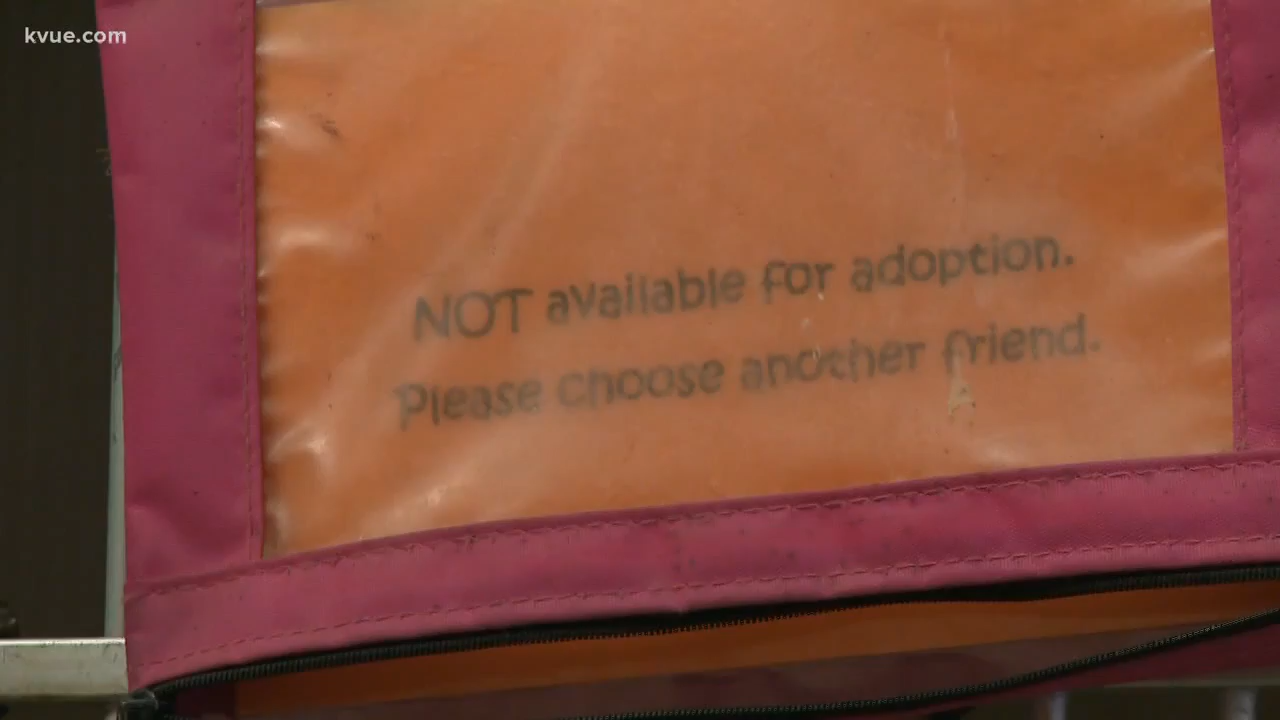 kvue.com
NOT available for adoption.
Please choose another friend.